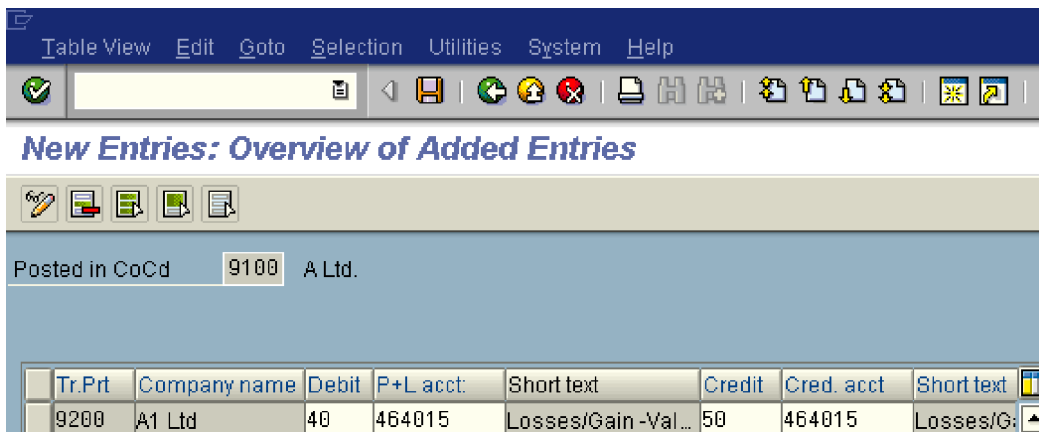 Table View Edit Goto Selection Utilities System Help
New Entries: Overview of Added Entries
Posted in CoCd 9100 A Ltd.
Tr.Prt Company name Debit P+L acct: Short text Credit Cred. acct Short text
9200 A1 Ltd 40 464015 Losses/Gain -Val... 50 464015 Losses/G